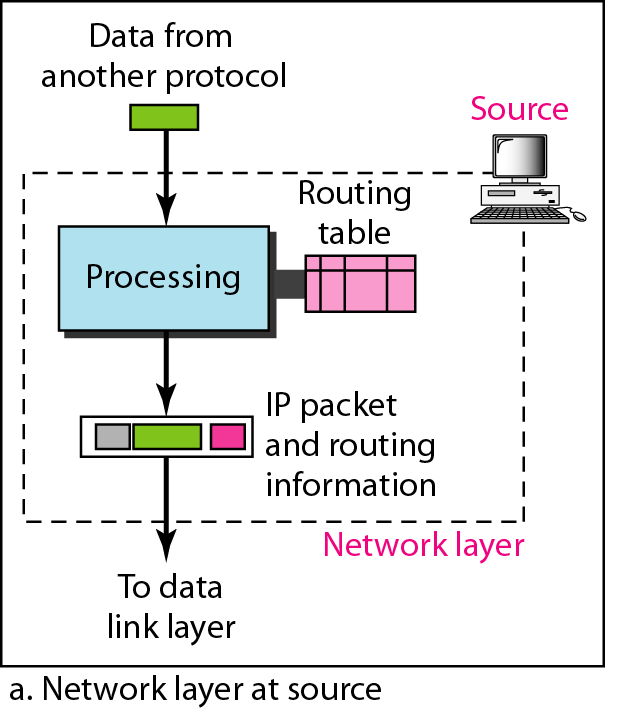 Data from
another protocol
Source
Routing
table
Processing
IP packet
and routing
information
Network layer
To data
link layer
a. Network layer at source